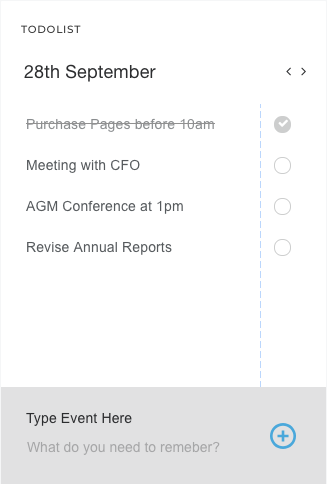 TODOLIST
28th September
Purchase Pages before 10am
Meeting with CFO
AGM Conference at 1pm
Revise Annual Reports
Type Event Here
What do you need to remeber?